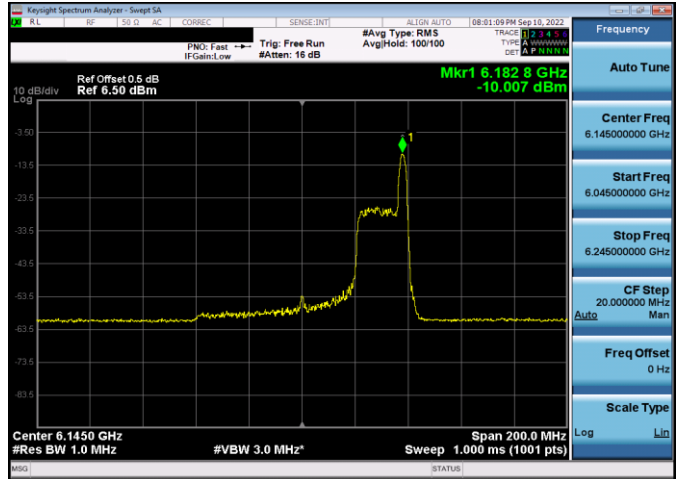 Keysight Spectrum Analyzer - Swept SA
RL RF 50 Ω AC CORREC SENSE:INT ALIGN AUTO 08:01:09 PM Sep 10, 2022
PNO: Fast Trig: Free Run #Avg Type: RMS TRACE 1 2 3 4 5 6
IFGain:Low #Atten: 16 dB Avg|Hold: 100/100 TYPE A WWWWW
DET A P N N N N
Frequency
Ref Offset 0.5 dB Mkr1 6.182 8 GHz
10 dB/div Ref 6.50 dBm -10.007 dBm
Log
1
-3.50
-13.5
-23.5
-33.5
-43.5
-53.5
-63.5
-73.5
-83.5
Center 6.1450 GHz Span 200.0 MHz
#Res BW 1.0 MHz #VBW 3.0 MHz* Sweep 1.000 ms (1001 pts)
MSG STATUS
Auto Tune
Center Freq
6.145000000 GHz
Start Freq
6.045000000 GHz
Stop Freq
6.245000000 GHz
CF Step
20.000000 MHz
Auto Man
Freq Offset
0 Hz
Scale Type
Log Lin